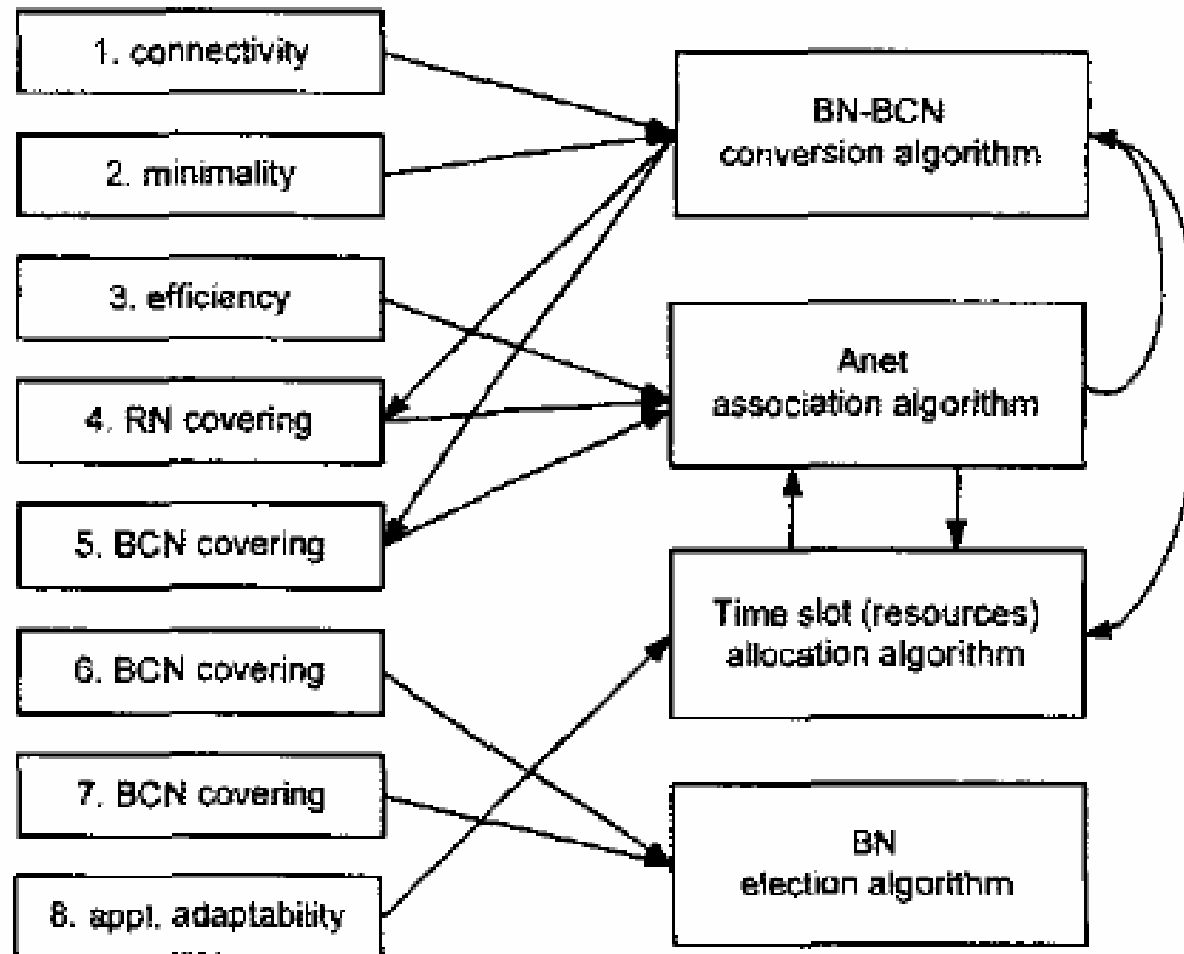 1. connectivity
2. minimality
3. efficiency
4. RN covering
5. BCN covering
6. BCN covering
7. BCN covering
8. appl. adaptability
BN-BCN
conversion algorithm
Anet
association algorithm
Time slot (resources)
allocation algorithm
BN
election algorithm